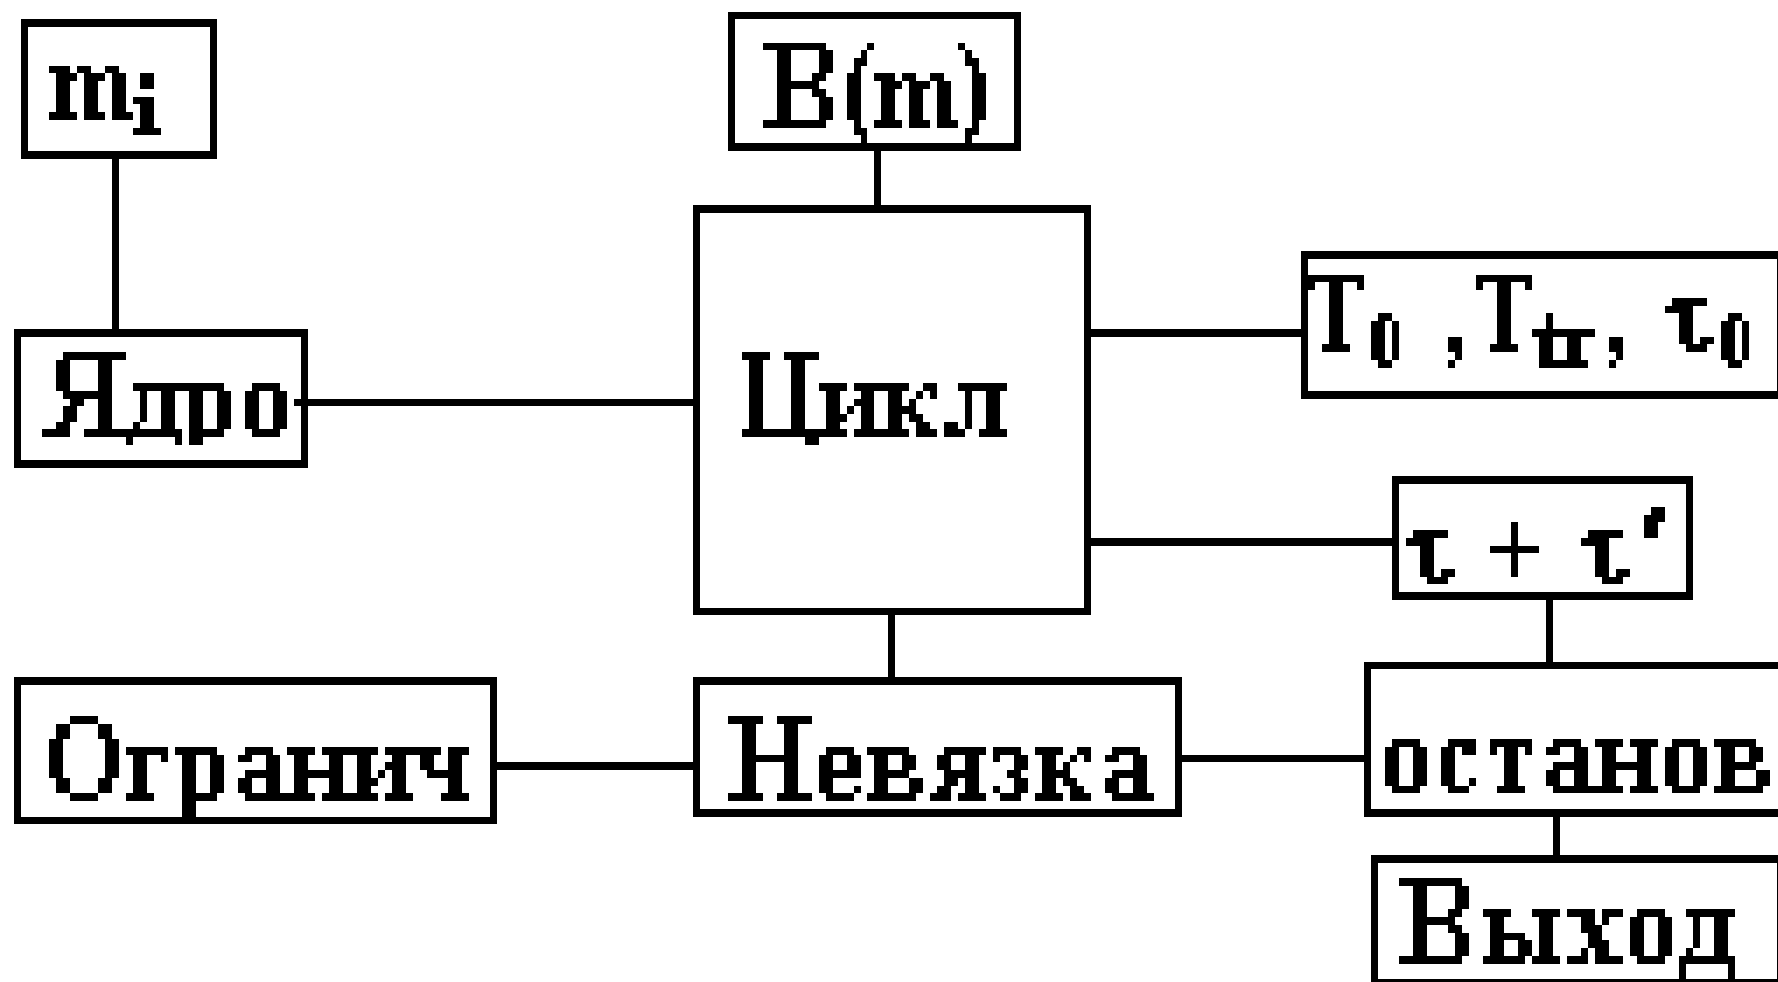 mi
B(m)
T0 ,Ttr, τ0
Ядро
Цикл
τ + τ'
Огранич
Невязка
останов
Выход